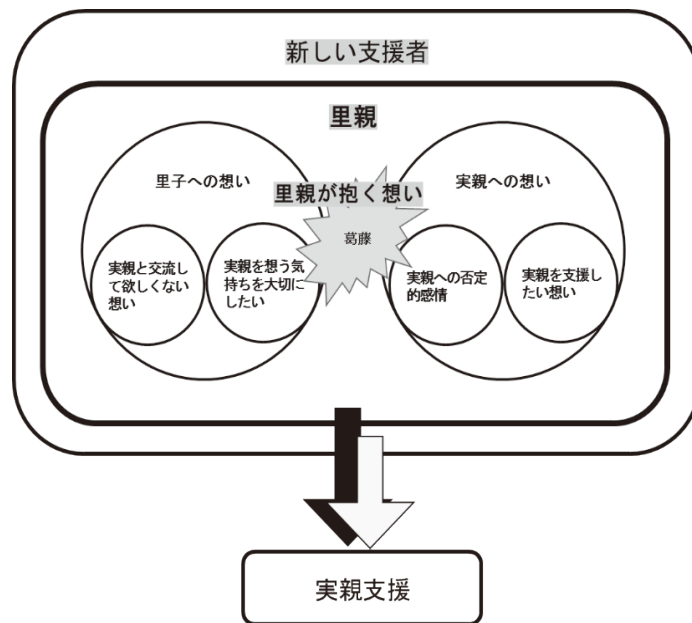 新しい支援者
里親
里子への想い
実親への想い
里親が抱く想い
葛藤
実親と交流し
て欲しくない
想い
実親を想う気
持ちを大切に
したい
実親への否定
的感情
実親を支援し
たい想い
実親支援